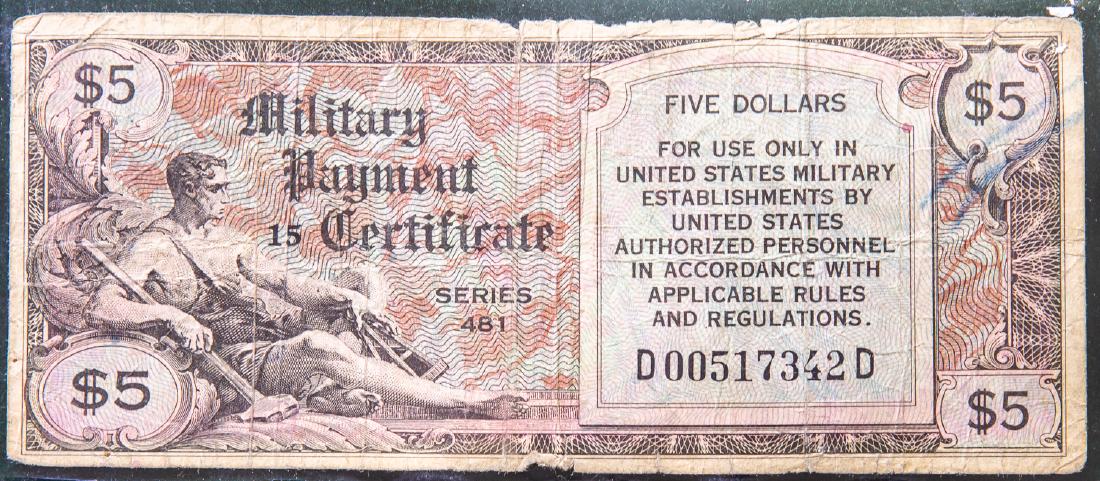 $5
$5
Military
Payment
15 Certificate
SERIES
481
FIVE DOLLARS
FOR USE ONLY IN
UNITED STATES MILITARY
ESTABLISHMENTS BY
UNITED STATES
AUTHORIZED PERSONNEL
IN ACCORDANCE WITH
APPLICABLE RULES
AND REGULATIONS.
D00517342D
$5
$5